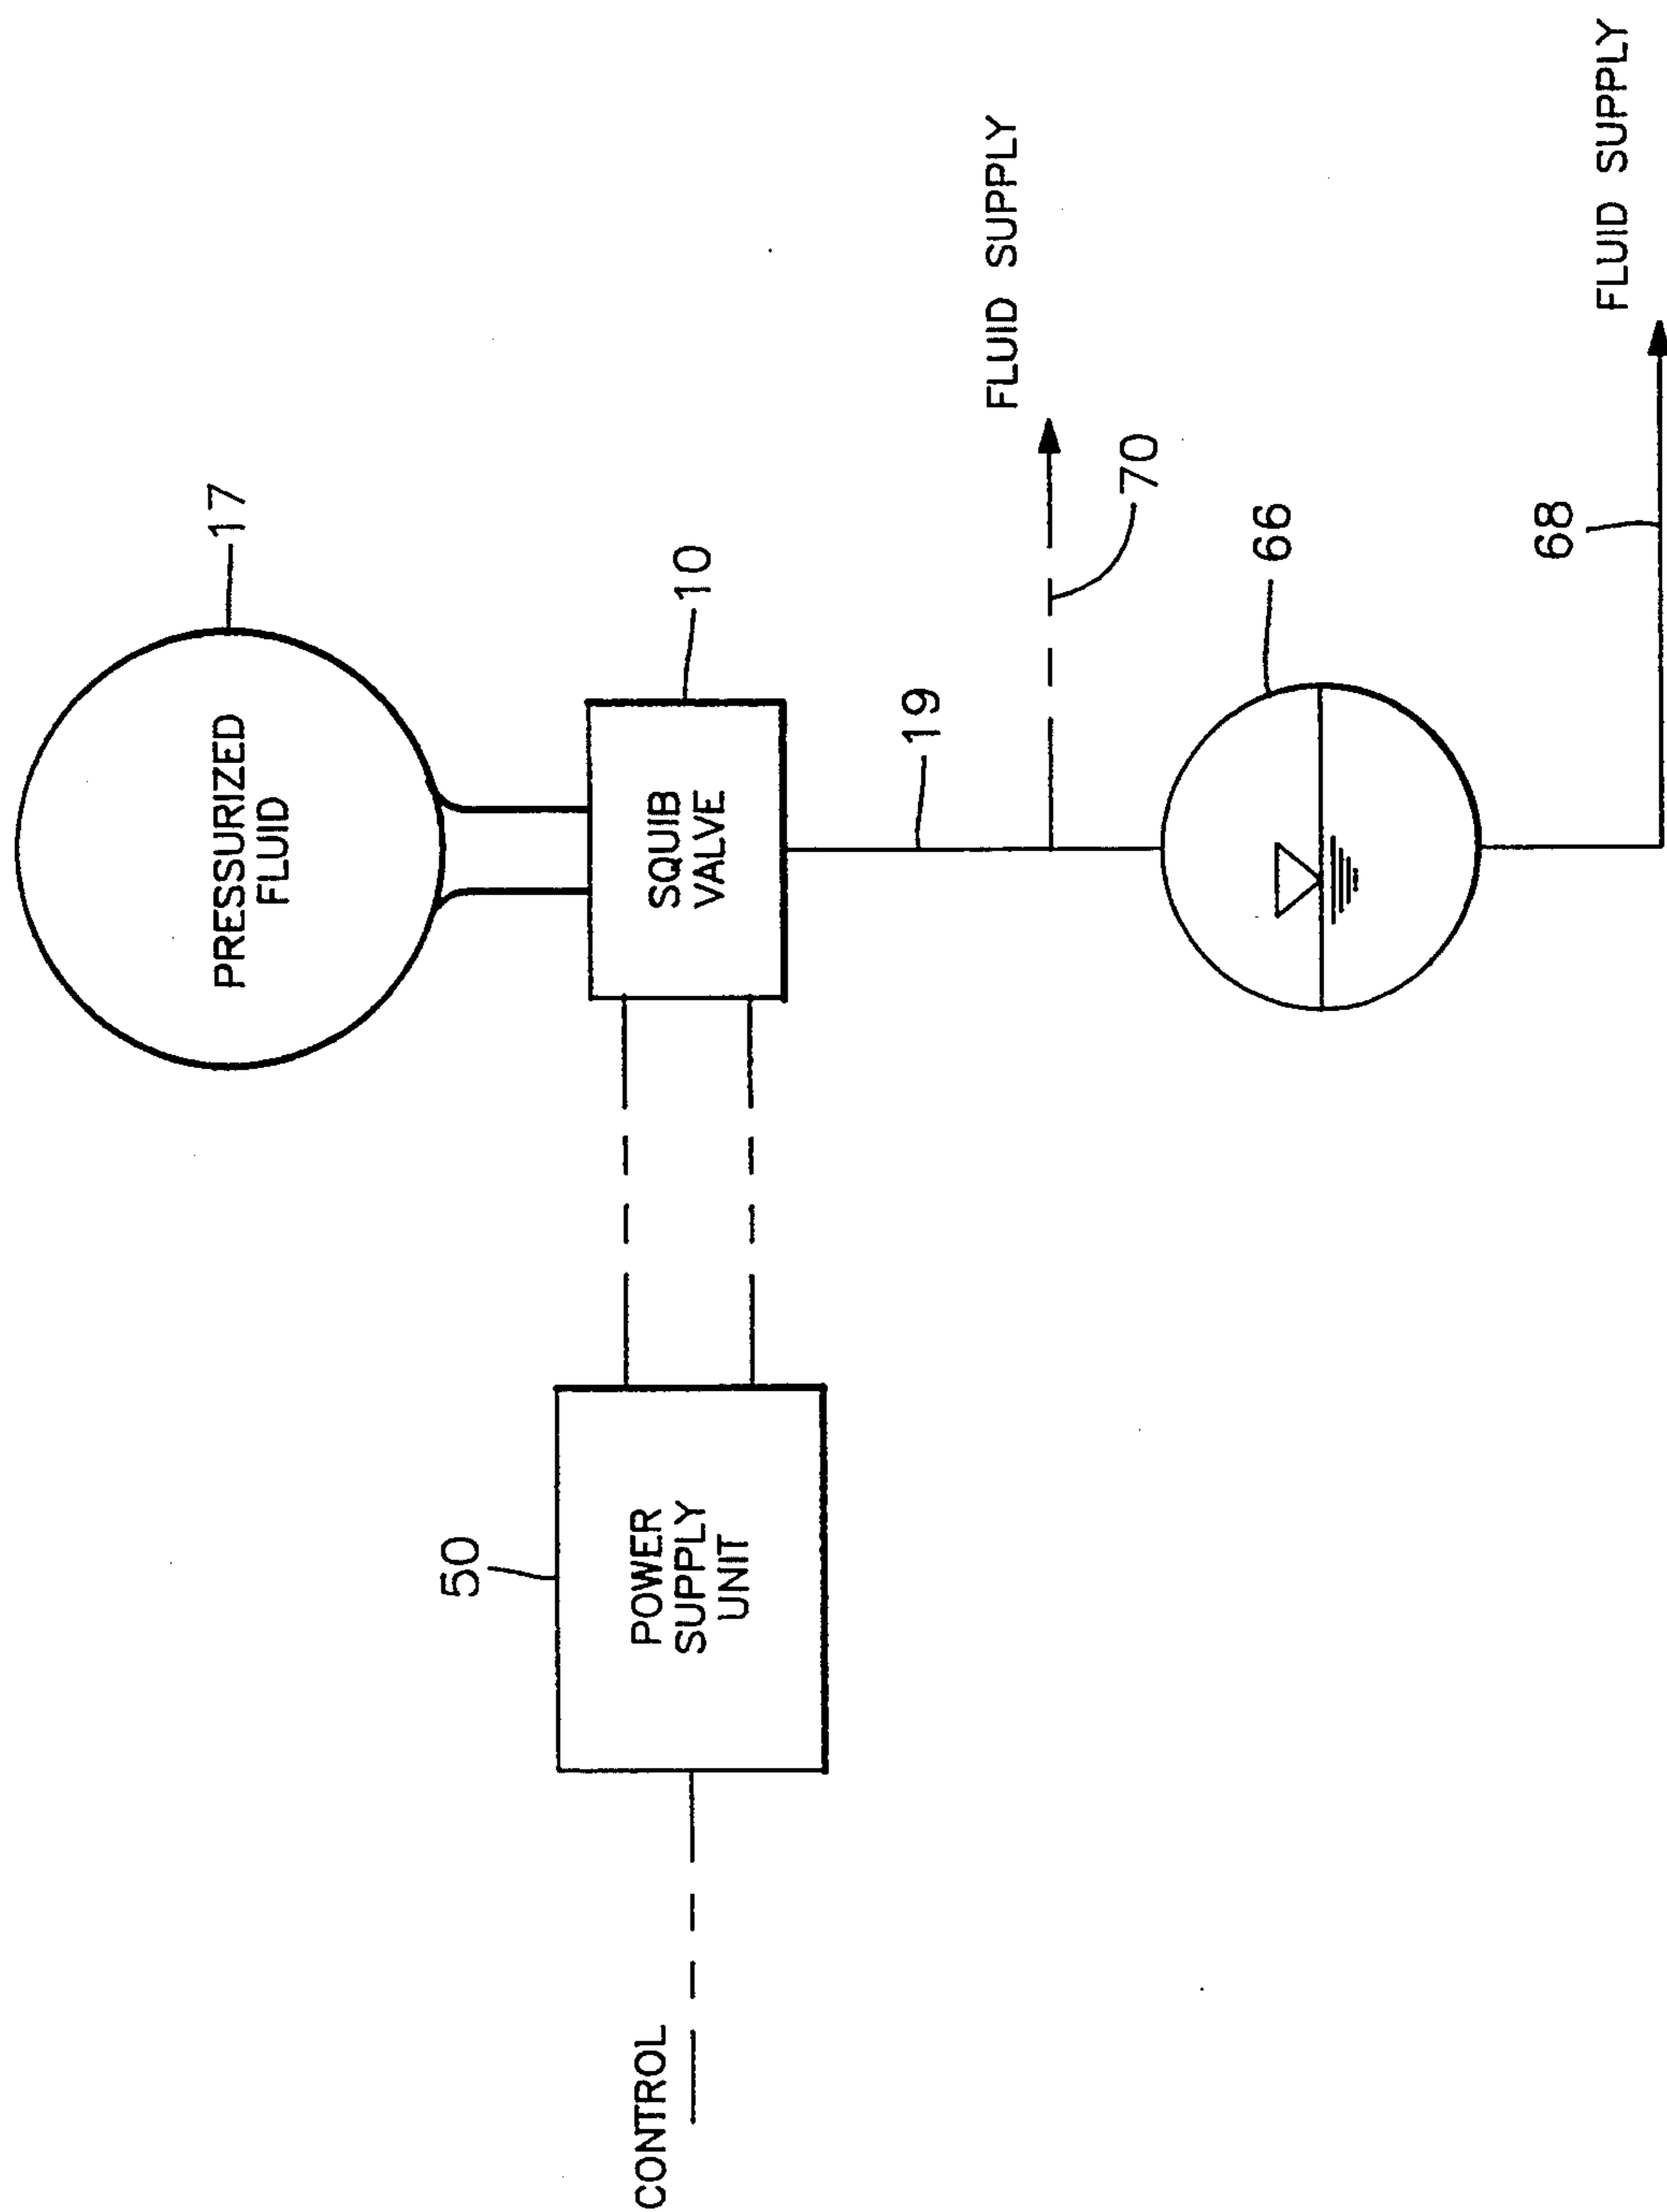 PRESSURIZED
FLUID
17
SQUIB
VALVE
10
50
POWER
SUPPLY
UNIT
CONTROL
19
FLUID SUPPLY
70
66
68
FLUID SUPPLY